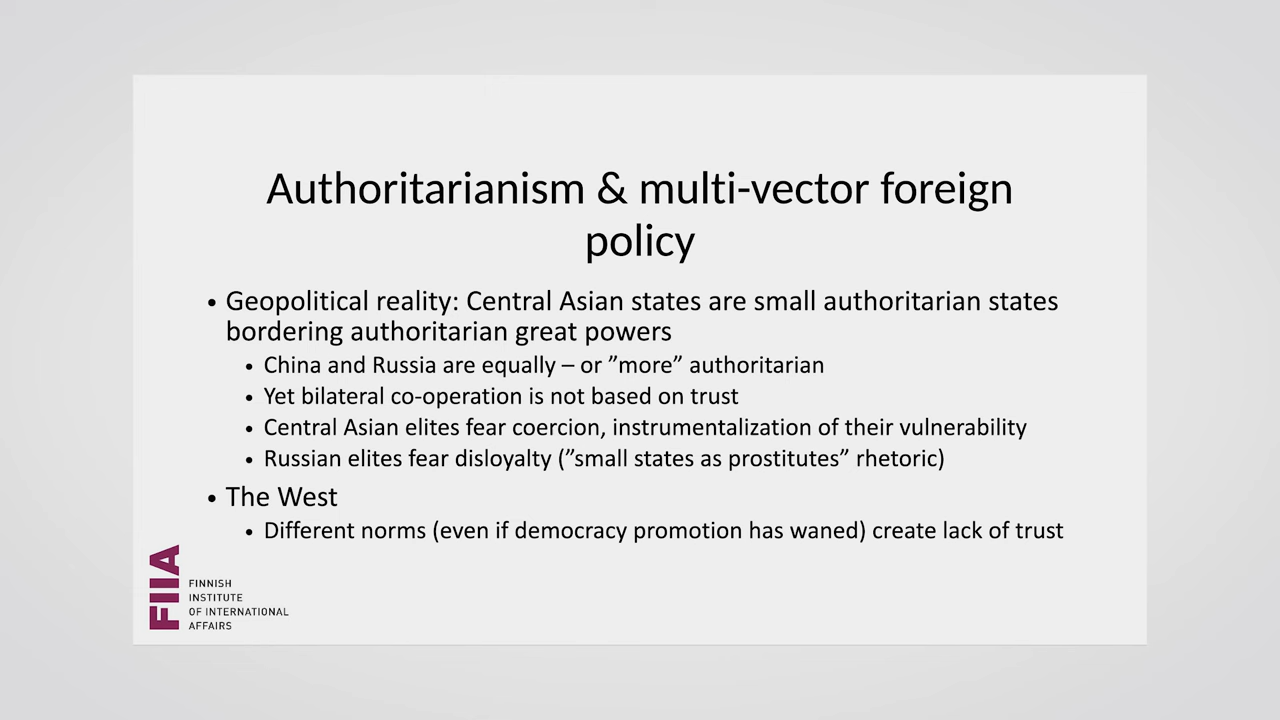 Authoritarianism & multi-vector foreign
policy
• Geopolitical reality: Central Asian states are small authoritarian states
bordering authoritarian great powers
• China and Russia are equally – or ”more” authoritarian
• Yet bilateral co-operation is not based on trust
• Central Asian elites fear coercion, instrumentalization of their vulnerability
• Russian elites fear disloyalty (”small states as prostitutes” rhetoric)
• The West
• Different norms (even if democracy promotion has waned) create lack of trust
FIIA
FINNISH
INSTITUTE
OF INTERNATIONAL
AFFAIRS